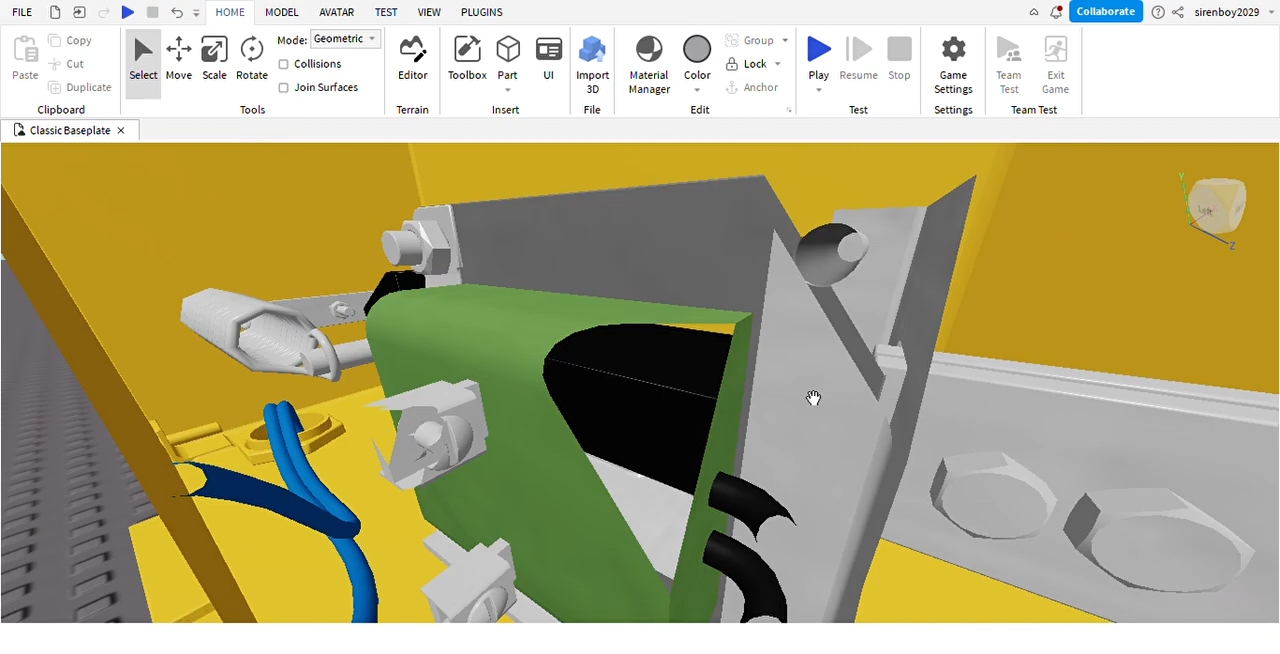 FILE HOME MODEL AVATAR TEST VIEW PLUGINS Collaborate sirenboy2029
Paste Copy Cut Duplicate
Clipboard
Select Move Scale Rotate
Mode: Geometric
Collisions
Join Surfaces
Tools
Editor
Terrain
Toolbox Part UI
Insert
Import 3D
File
Material Manager Color Group Lock Anchor
Edit
Play Resume Stop
Test
Game Settings
Settings
Team Test Exit Game
Team Test
Classic Baseplate
Y
Left
Z